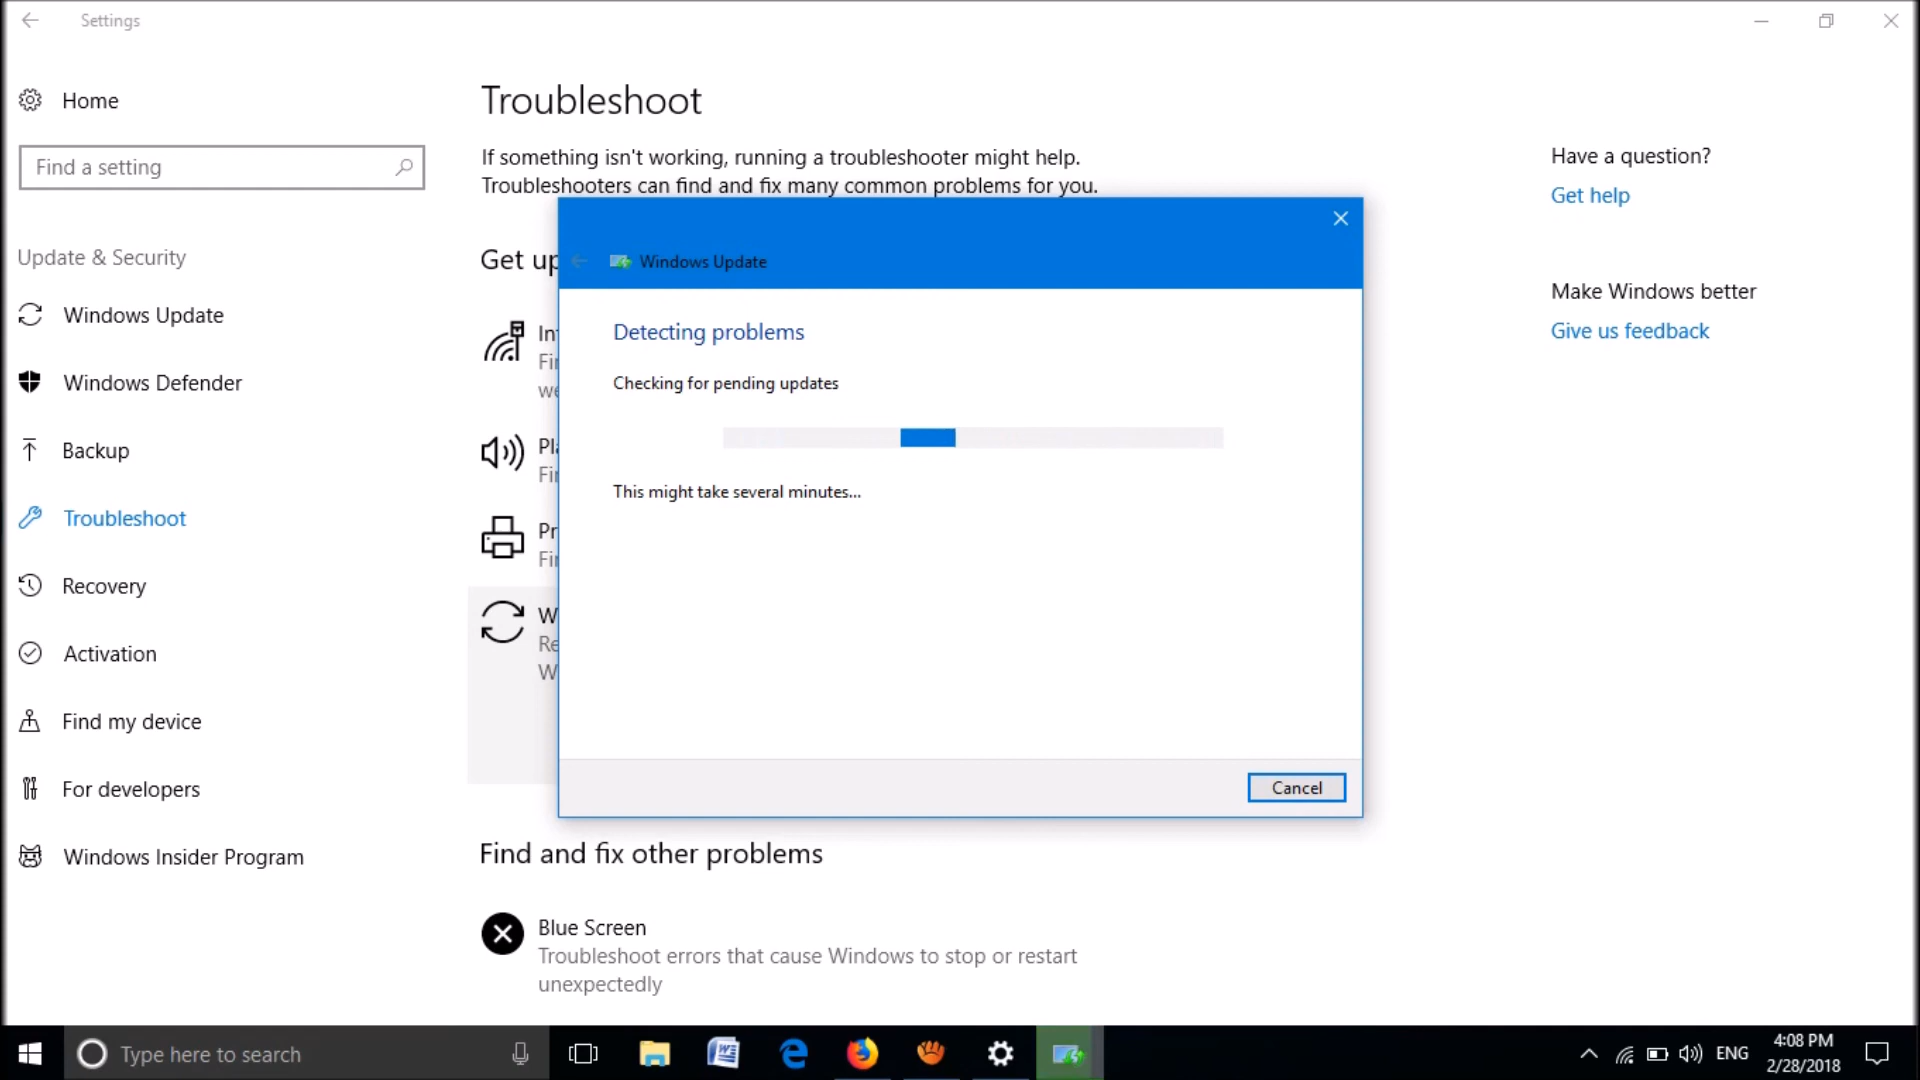 Settings
Home
Find a setting
Update & Security
Windows Update
Windows Defender
Backup
Troubleshoot
Recovery
Activation
Find my device
For developers
Windows Insider Program
Troubleshoot
If something isn't working, running a troubleshooter might help.
Troubleshooters can find and fix many common problems for you.
Get up
In
Fin
we
Pla
Fin
Pr
Fin
W
Re
W
Windows Update
Detecting problems
Checking for pending updates
This might take several minutes...
Cancel
Find and fix other problems
Blue Screen
Troubleshoot errors that cause Windows to stop or restart
unexpectedly
Have a question?
Get help
Make Windows better
Give us feedback
Type here to search
ENG
4:08 PM
2/28/2018